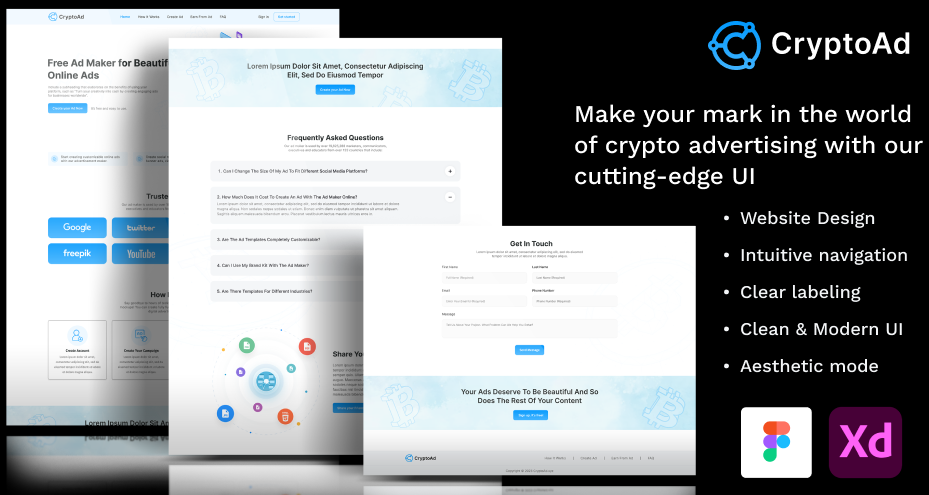 CryptoAd
Home How it Works Create Ad Earn From Ad FAQ
Sign in Get started
Free Ad Maker for Beautif
Online Ads
Create your Ad Now
Truste
Google
twitter
freepik
YouTube
How
Create Account
Create Your Campaign
Lorem Ipsum Dolor Sit A
Lorem Ipsum Dolor Sit Amet, Consectetur Adipiscing
Elit, Sed Do Eiusmod Tempor
Create your Ad Now
Frequently Asked Questions
1. Can I Change The Size Of My Ad To Fit Different Social Media Platforms?
2. How Much Does It Cost To Create An Ad With The Ad Maker Online?
3. Are The Ad Templates Completely Customizable?
4. Can I Use My Brand Kit With The Ad Maker?
5. Are There Templates For Different Industries?
Share Yo
Get In Touch
First Name Last Name
Email Phone Number
Message
Send Message
Your Ads Deserve To Be Beautiful And So
Does The Rest Of Your Content
Sign up It's Free!
CryptoAd
How it Works | Create Ad | Earn From Ad | FAQ
CryptoAd
Make your mark in the world
of crypto advertising with our
cutting-edge UI
• Website Design
• Intuitive navigation
• Clear labeling
• Clean & Modern UI
• Aesthetic mode
Xd